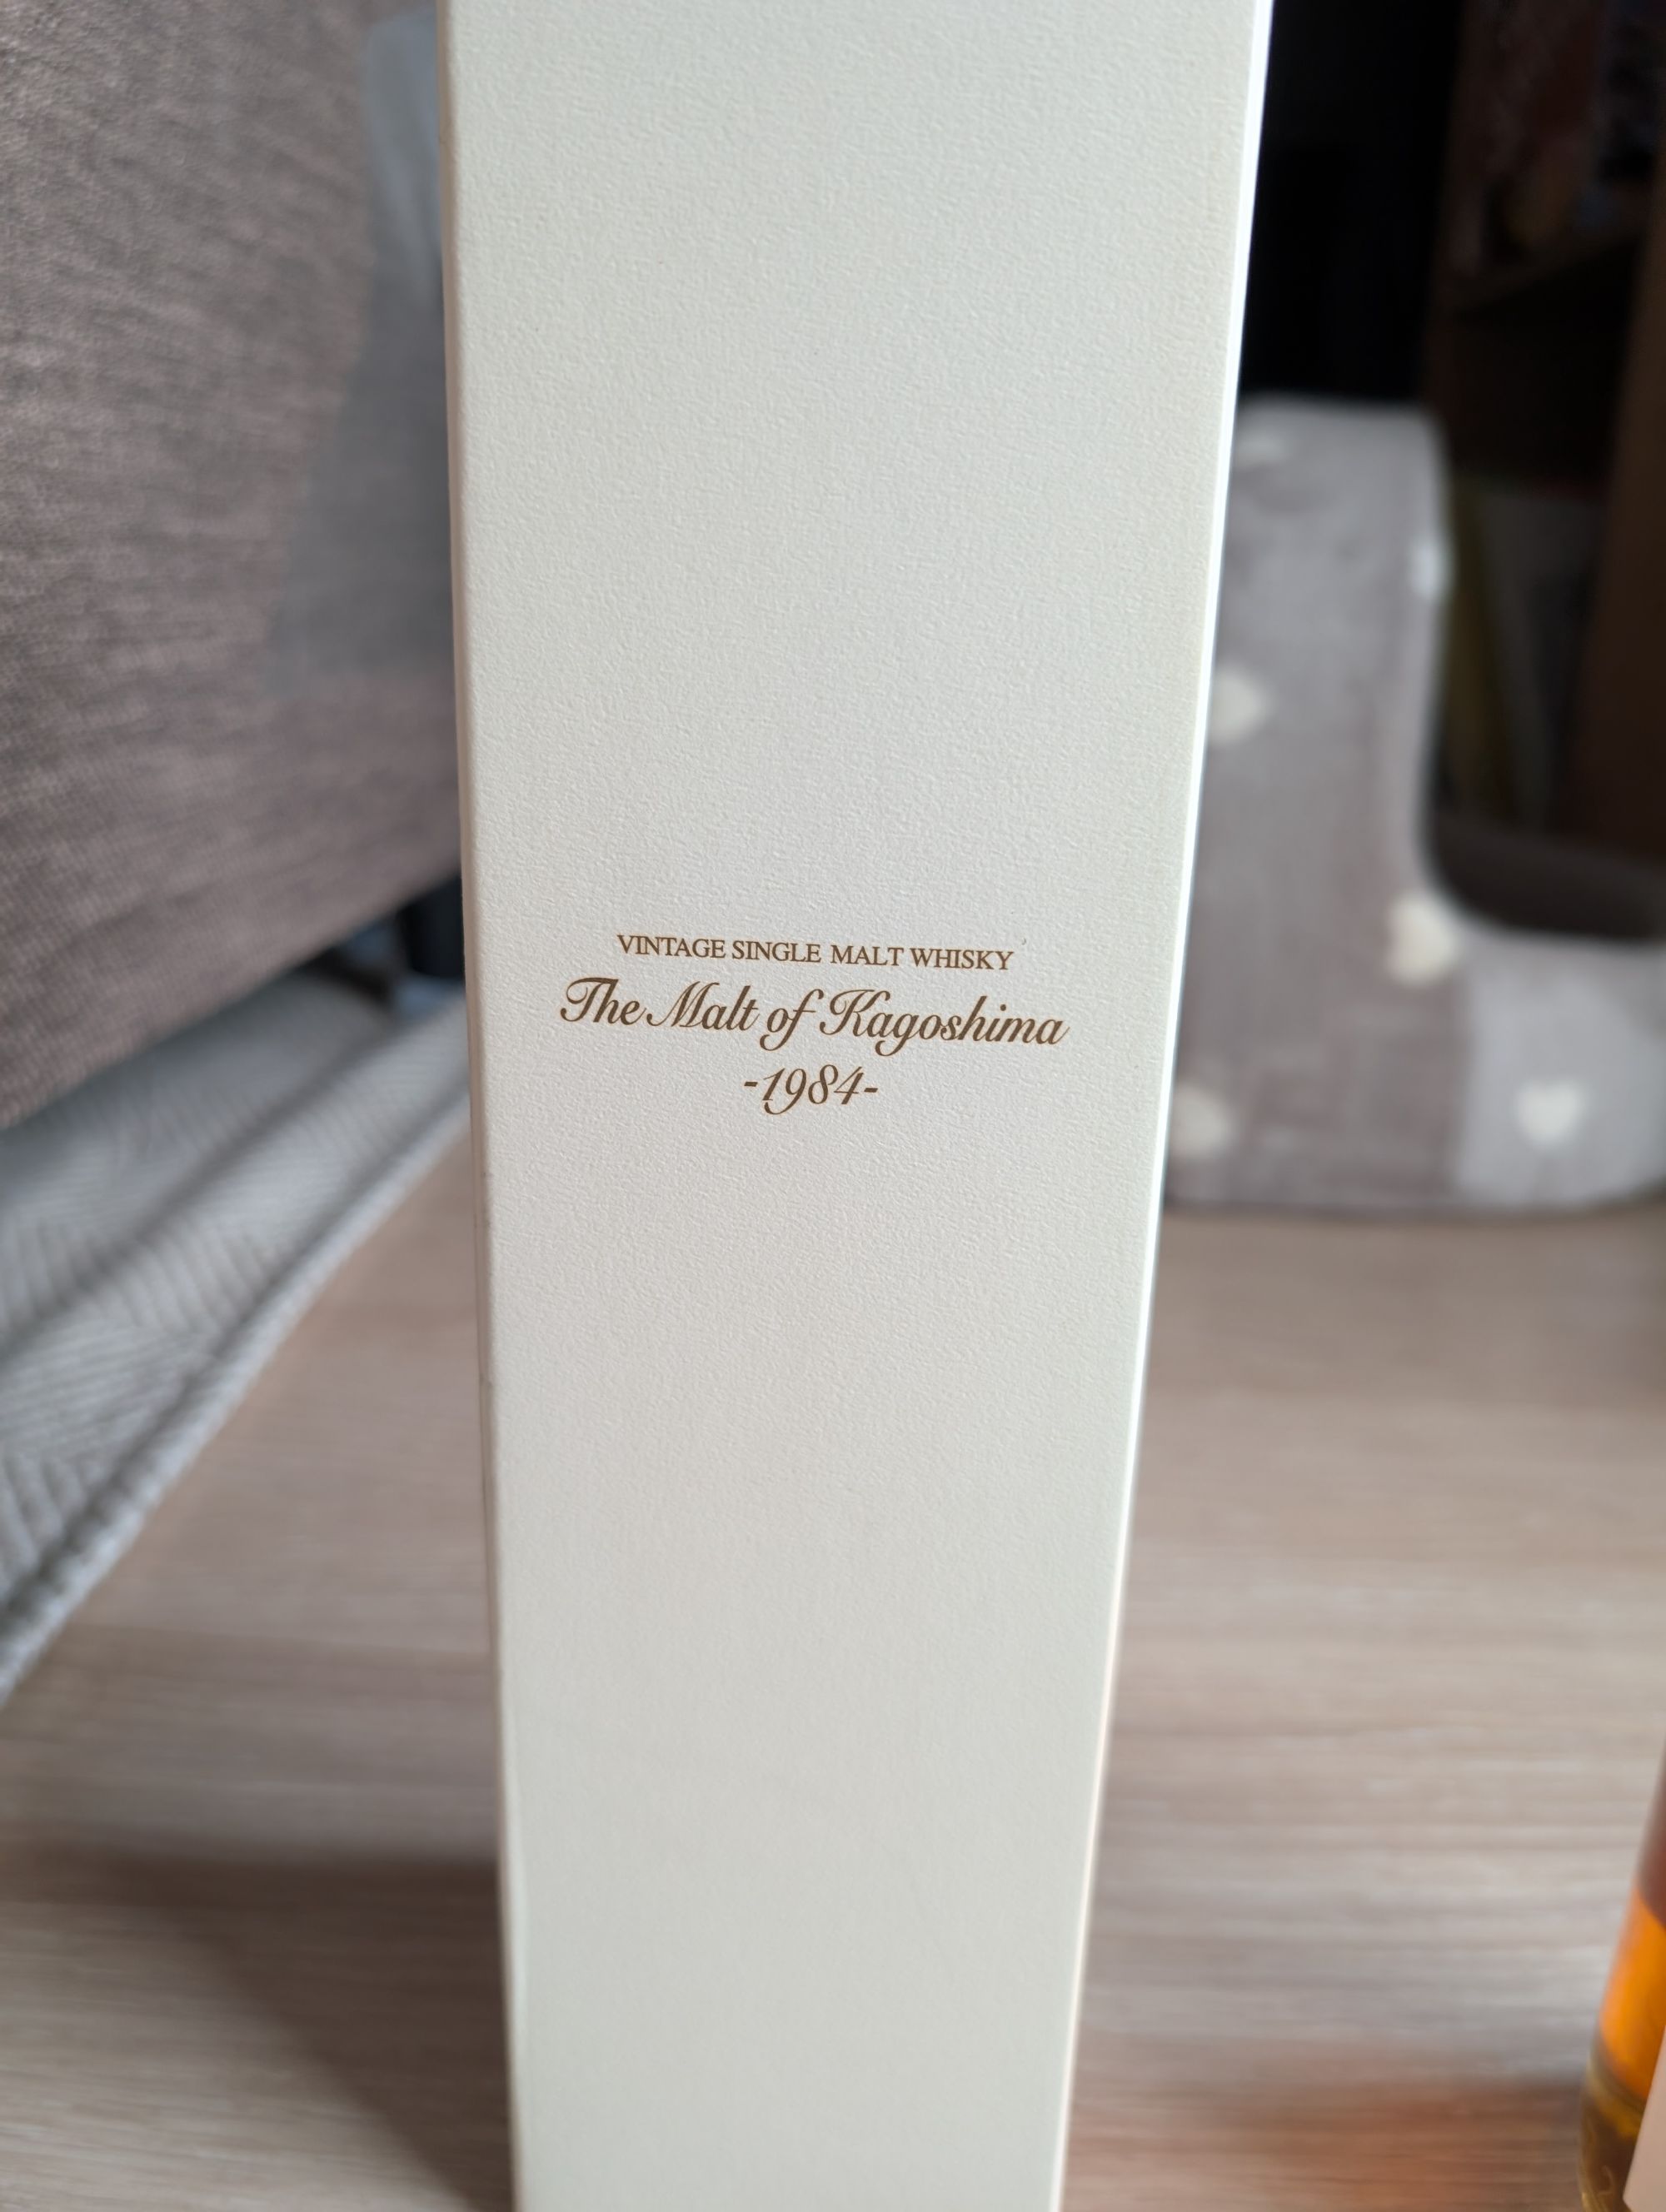 VINTAGE SINGLE MALT WHISKY
The Malt of Kagoshima
-1984-